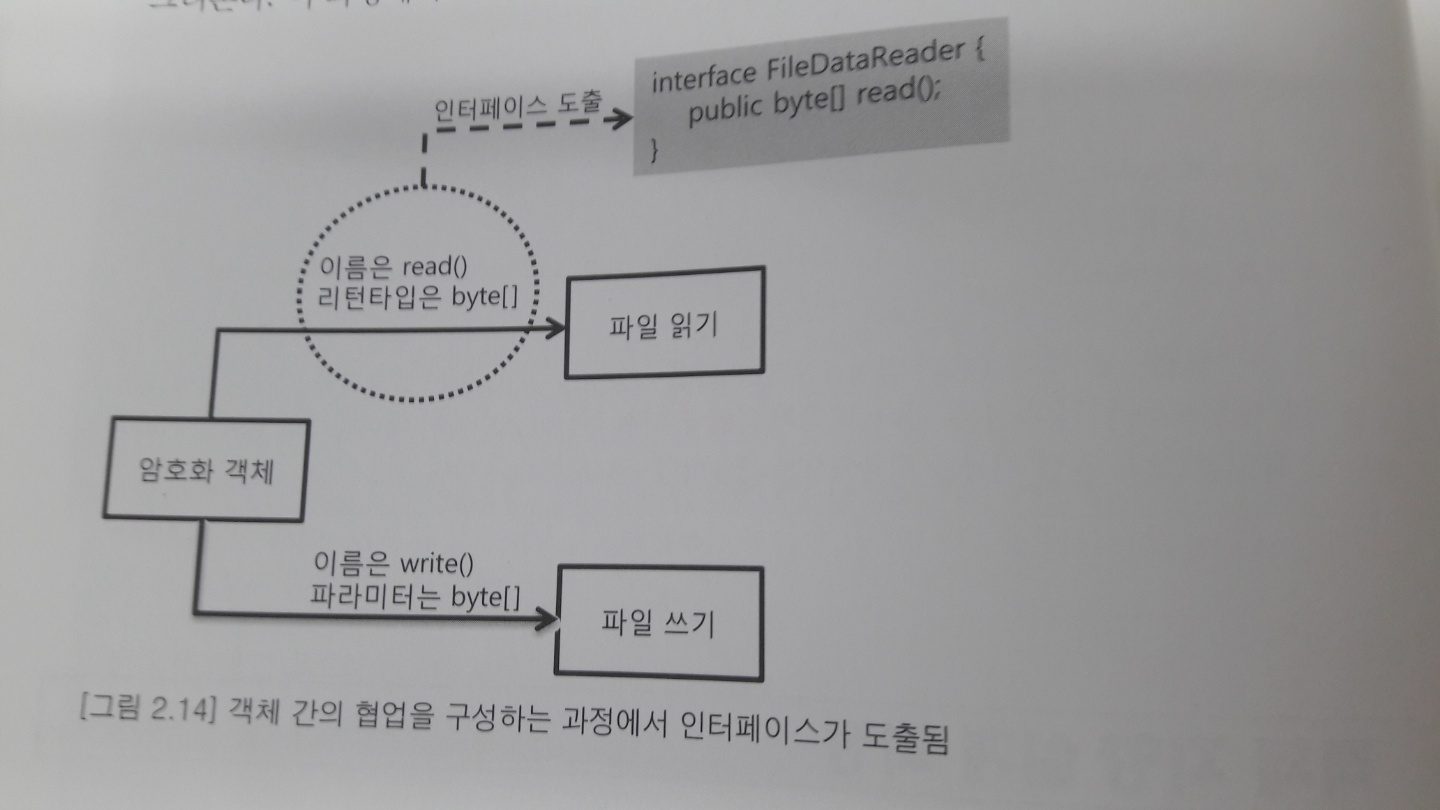 interface FileDataReader {
public byte[] read();
}
인터페이스 도출
이름은 read()
리턴타입은 byte[]
파일 읽기
암호화 객체
이름은 write()
파라미터는 byte[]
파일 쓰기
[그림 2.14] 객체 간의 협업을 구성하는 과정에서 인터페이스가 도출됨